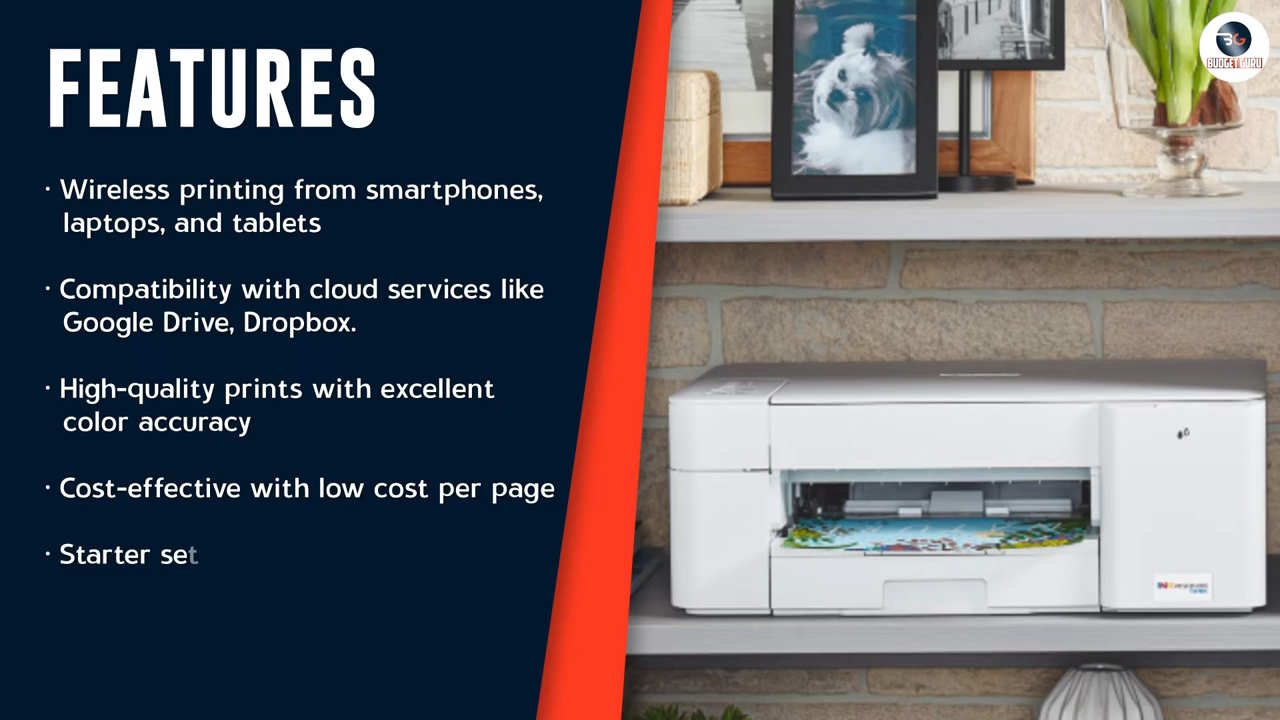 FEATURES
· Wireless printing from smartphones,
laptops, and tablets
· Compatibility with cloud services like
Google Drive, Dropbox.
· High-quality prints with excellent
color accuracy
· Cost-effective with low cost per page
· Starter set
BG
BUDGET GURU